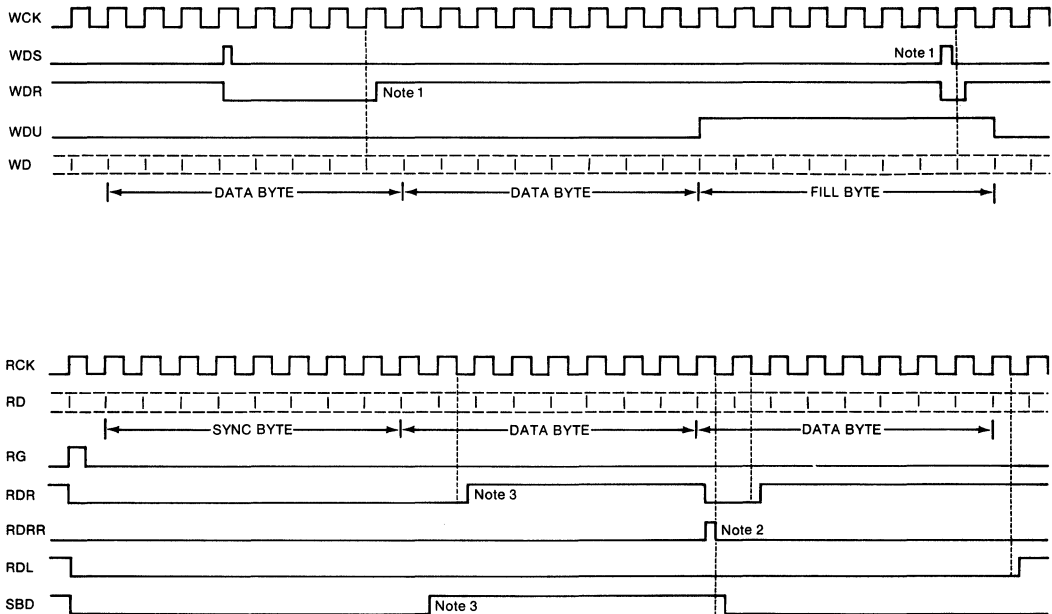 WCK
WDS
Note 1
WDR
Note 1
WDU
WD
DATA BYTE
DATA BYTE
FILL BYTE
RCK
RD
SYNC BYTE
DATA BYTE
DATA BYTE
RG
RDR
Note 3
RDRR
Note 2
RDL
SBD
Note 3